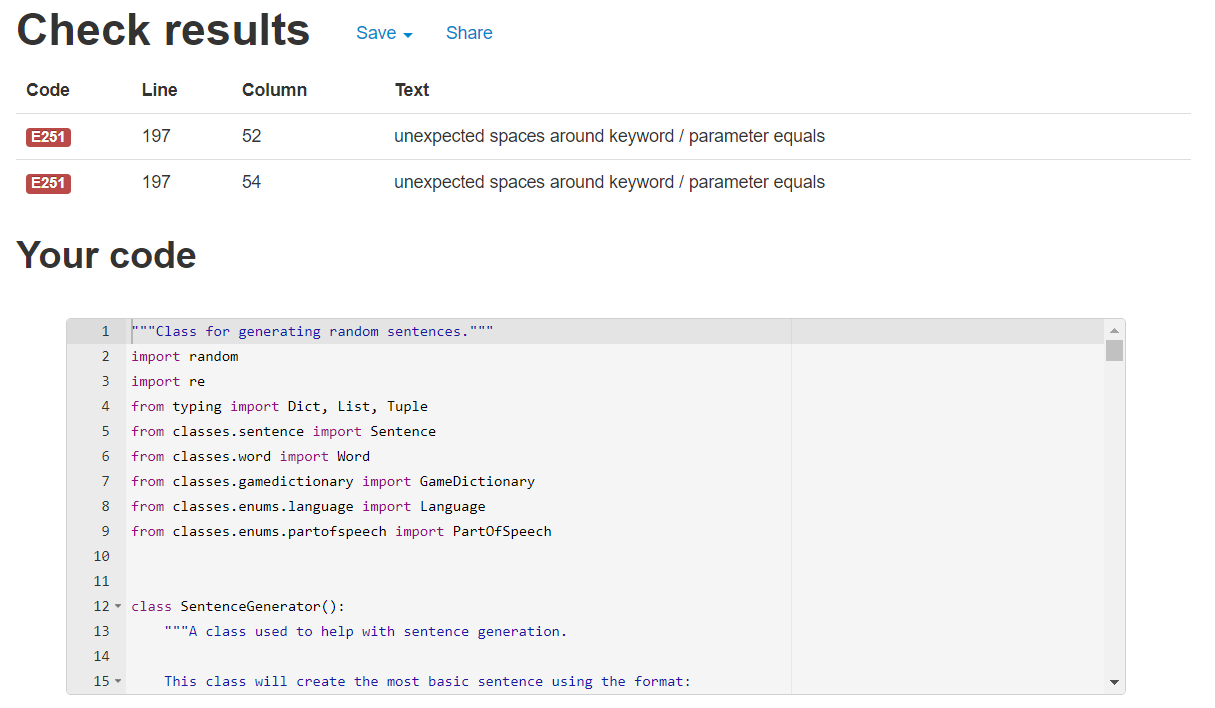 Check results Save Share
Code Line Column Text
E251 197 52 unexpected spaces around keyword / parameter equals
E251 197 54 unexpected spaces around keyword / parameter equals
Your code
1 """Class for generating random sentences."""
2 import random
3 import re
4 from typing import Dict, List, Tuple
5 from classes.sentence import Sentence
6 from classes.word import Word
7 from classes.gamedictionary import GameDictionary
8 from classes.enums.language import Language
9 from classes.enums.partofspeech import PartOfSpeech
10
11
12 class SentenceGenerator():
13     """A class used to help with sentence generation.
14
15     This class will create the most basic sentence using the format: